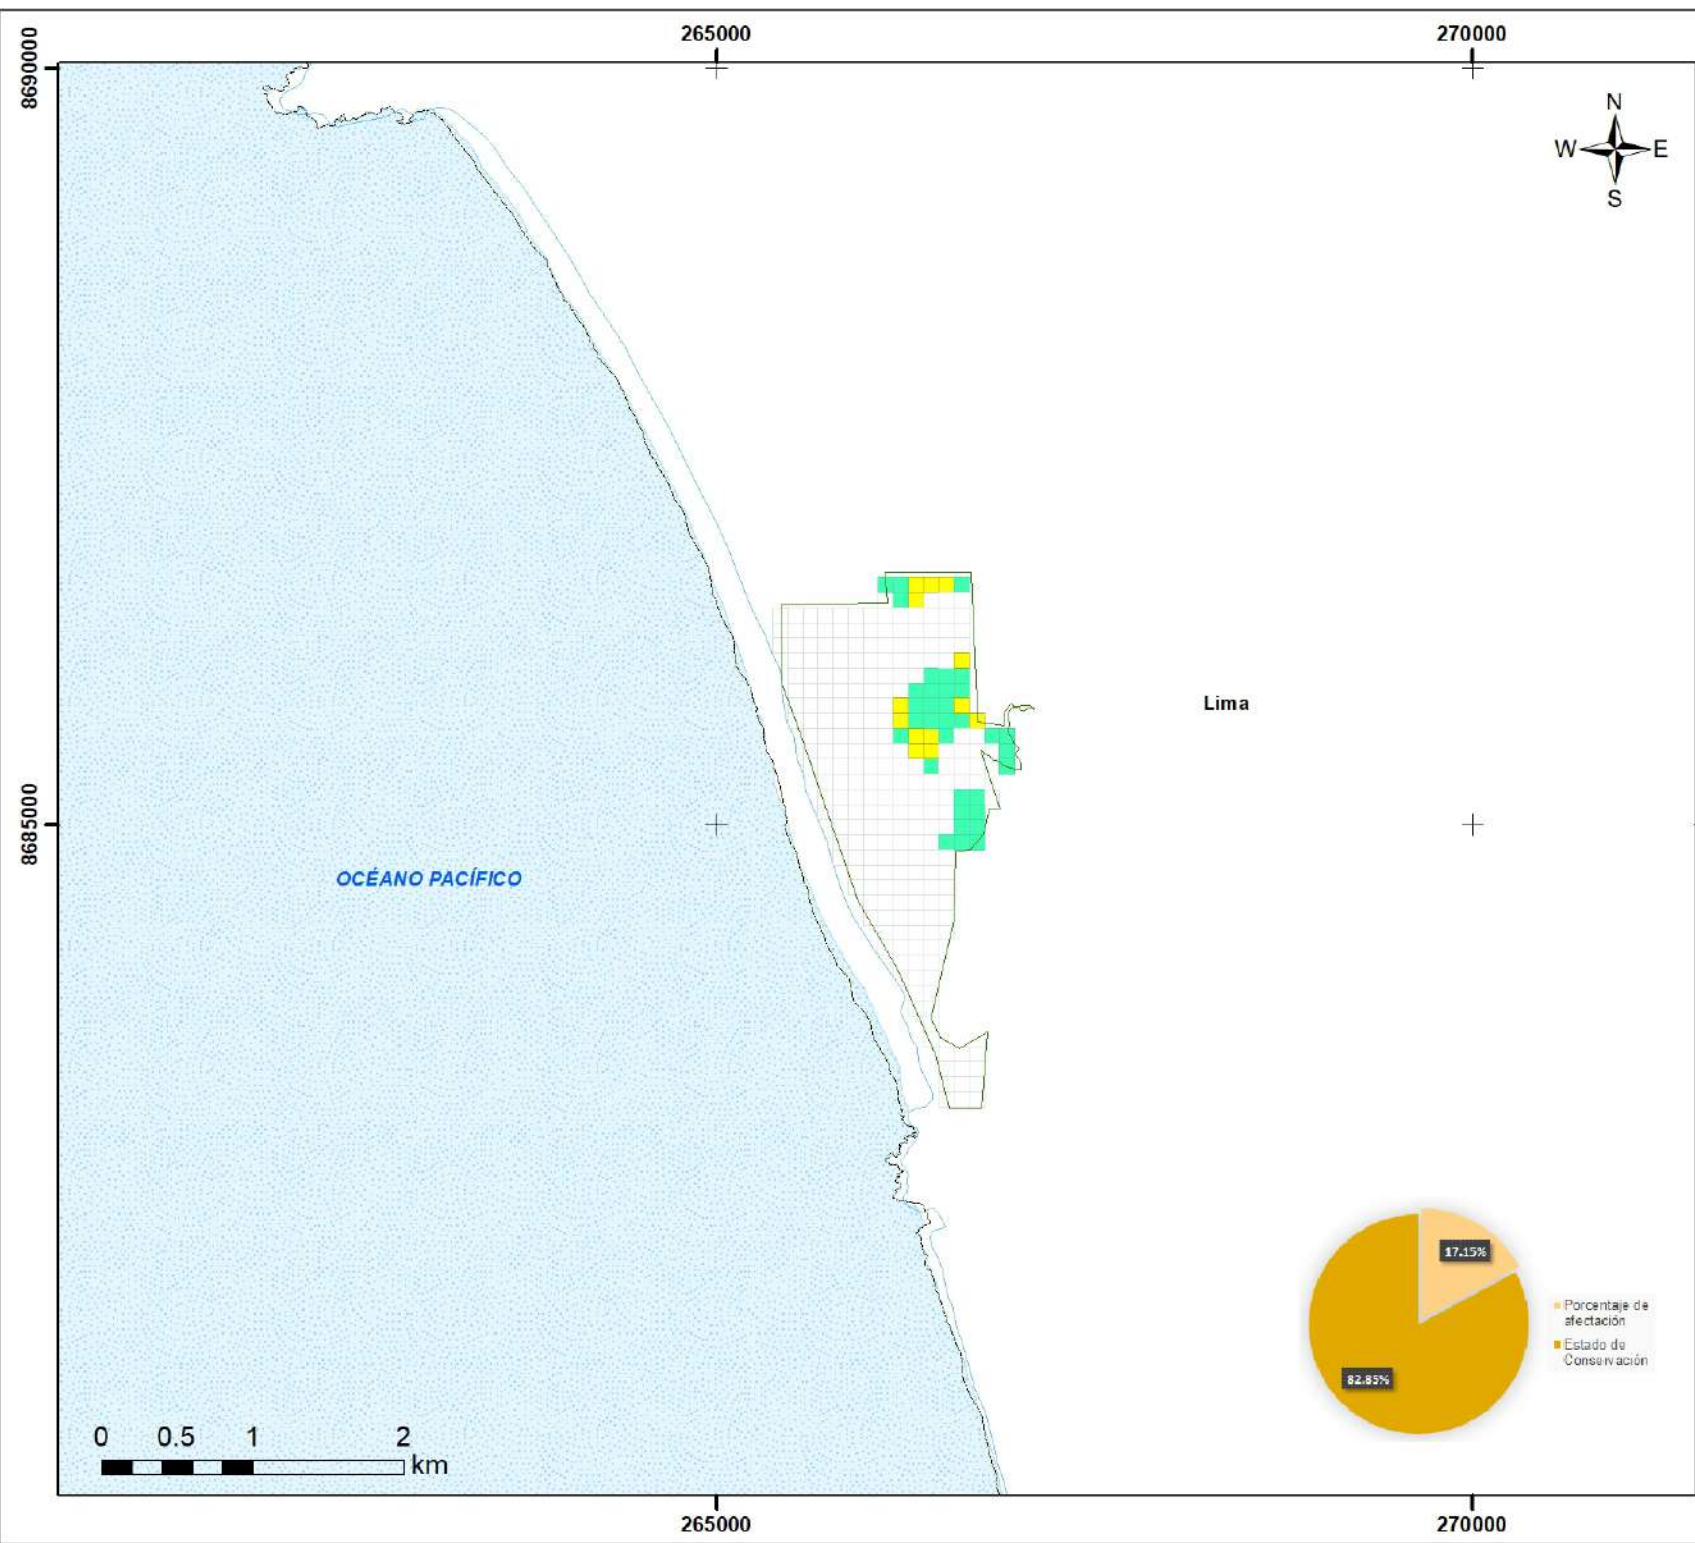 265000
270000
8690000
N
W
E
S
Lima
8685000
OCÉANO PACÍFICO
17.15%
Porcentaje de
afectación
Estado de
Conservación
82.85%
0
0.5
1
2
km
265000
270000